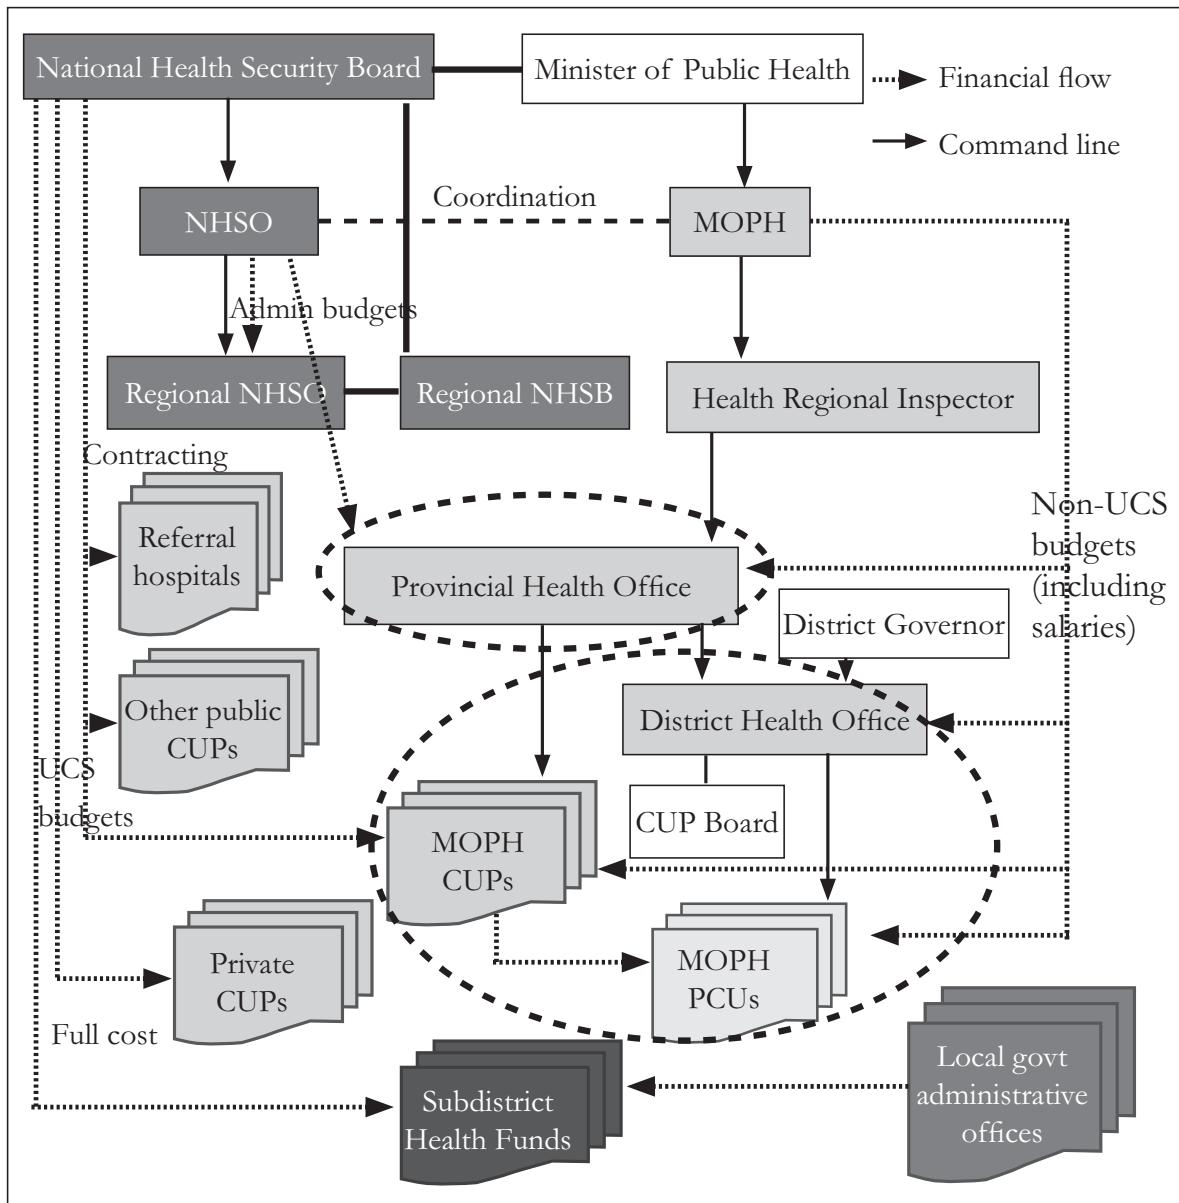 National Health Security Board
Minister of Public Health
Financial flow
Command line
NHSO
Coordination
MOPH
Admin budgets
Regional NHSO
Regional NHSB
Health Regional Inspector
Contracting
Referral
hospitals
Non-UCS
budgets
(including
salaries)
Provincial Health Office
District Governor
Other public
CUPs
District Health Office
UCS
budgets
CUP Board
MOPH
CUPs
Private
CUPs
MOPH
PCUs
Full cost
Local govt
administrative
offices
Subdistrict
Health Funds